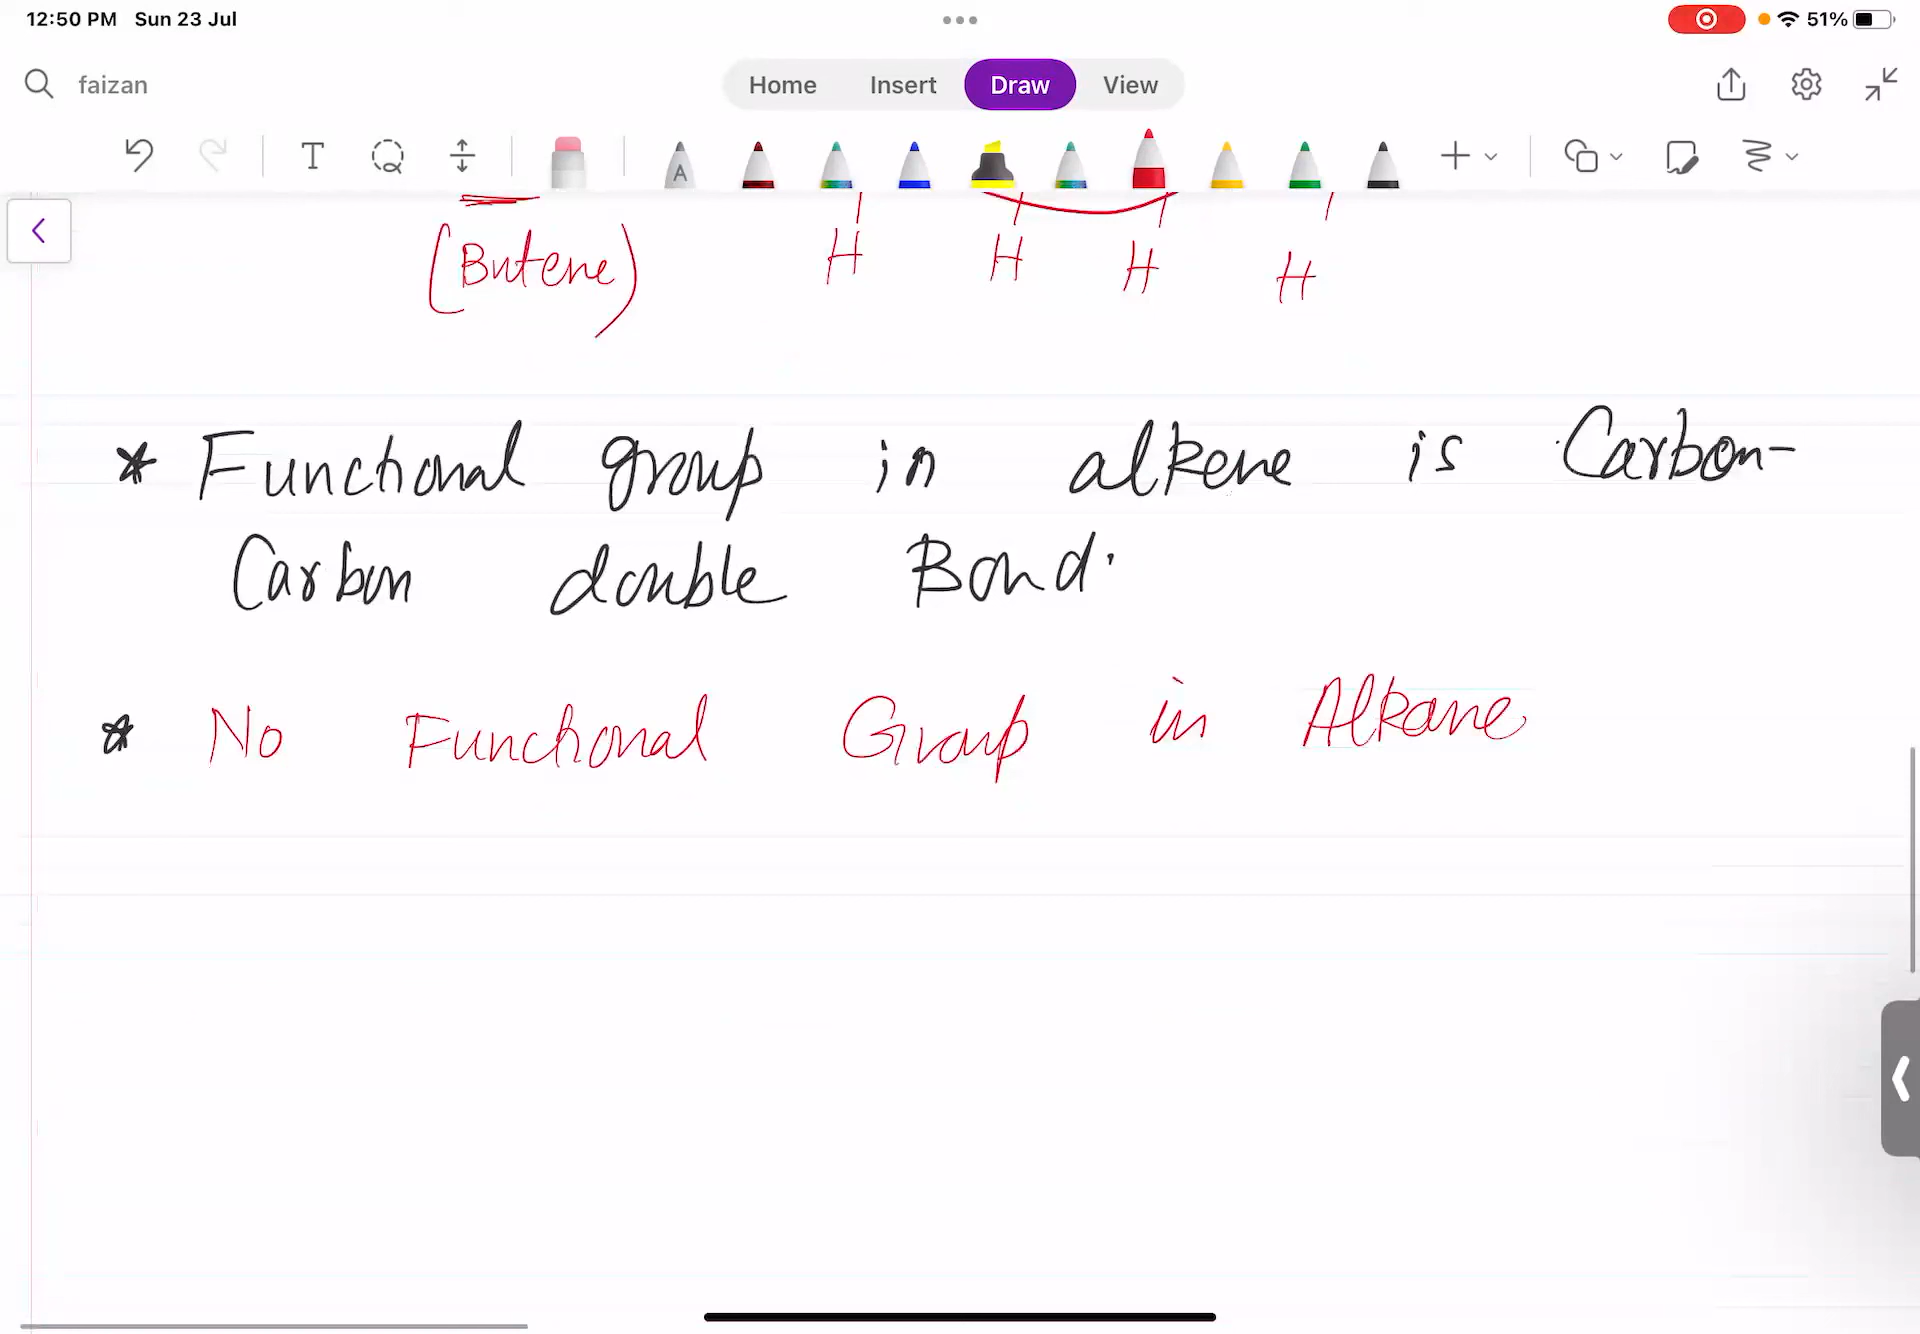 12:50 PM Sun 23 Jul
51%
faizan
Home Insert Draw View
T
A
(Butene)
H H H H
* Functional group in alkene is Carbon-
Carbon double Bond.
* No Functional Group in Alkane